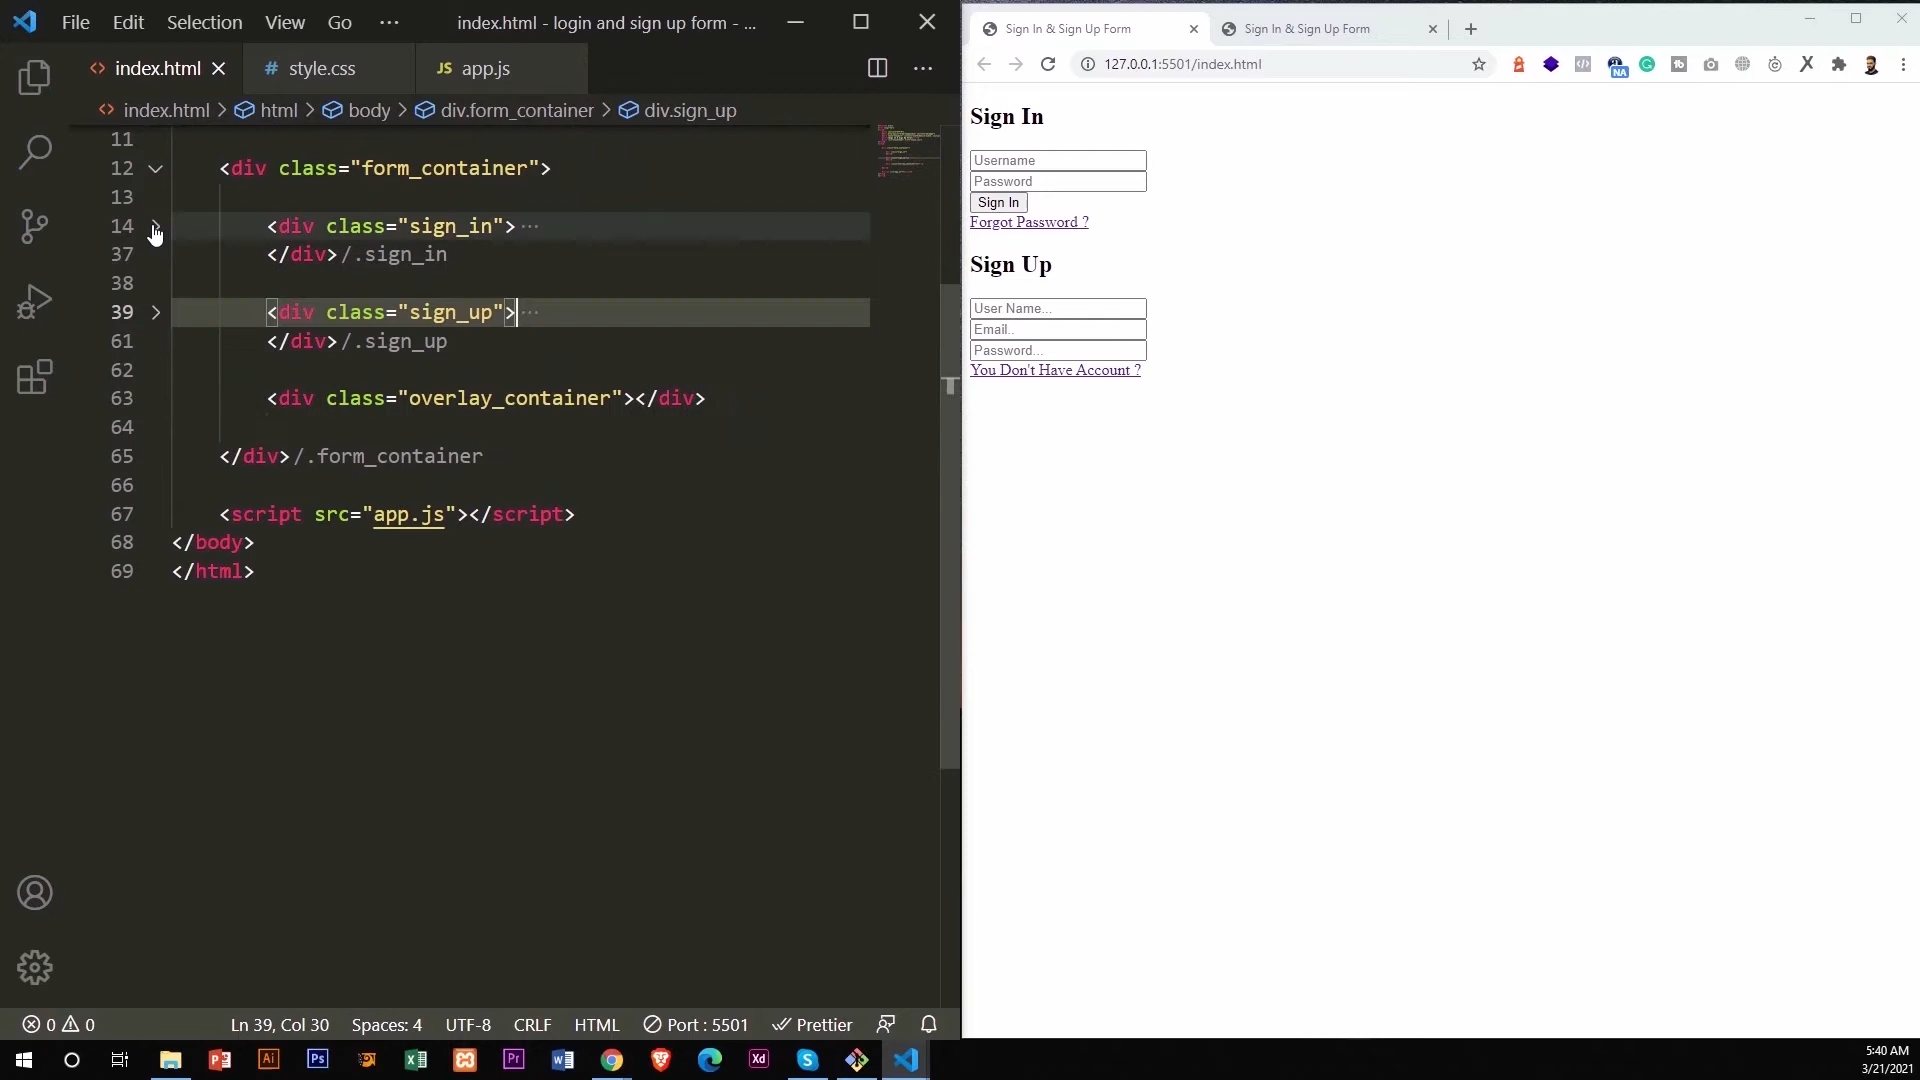 File Edit Selection View Go ··· index.html - login and sign up form - ...
index.html style.css JS app.js
index.html > html > body > div.form_container > div.sign_up
11
12 <div class="form_container">
13
14 <div class="sign_in">···
37 </div>/.sign_in
38
39 <div class="sign_up">···
61 </div>/.sign_up
62
63 <div class="overlay_container"></div>
64
65 </div>/.form_container
66
67 <script src="app.js"></script>
68 </body>
69 </html>
0 0 Ln 39, Col 30 Spaces: 4 UTF-8 CRLF HTML Port : 5501 Prettier
Sign In & Sign Up Form Sign In & Sign Up Form
127.0.0.1:5501/index.html
NA
Sign In
Username
Password
Sign In
Forgot Password ?
Sign Up
User Name...
Email..
Password...
You Don't Have Account ?
Ai Ps Pr Xd
5:40 AM
3/21/2021